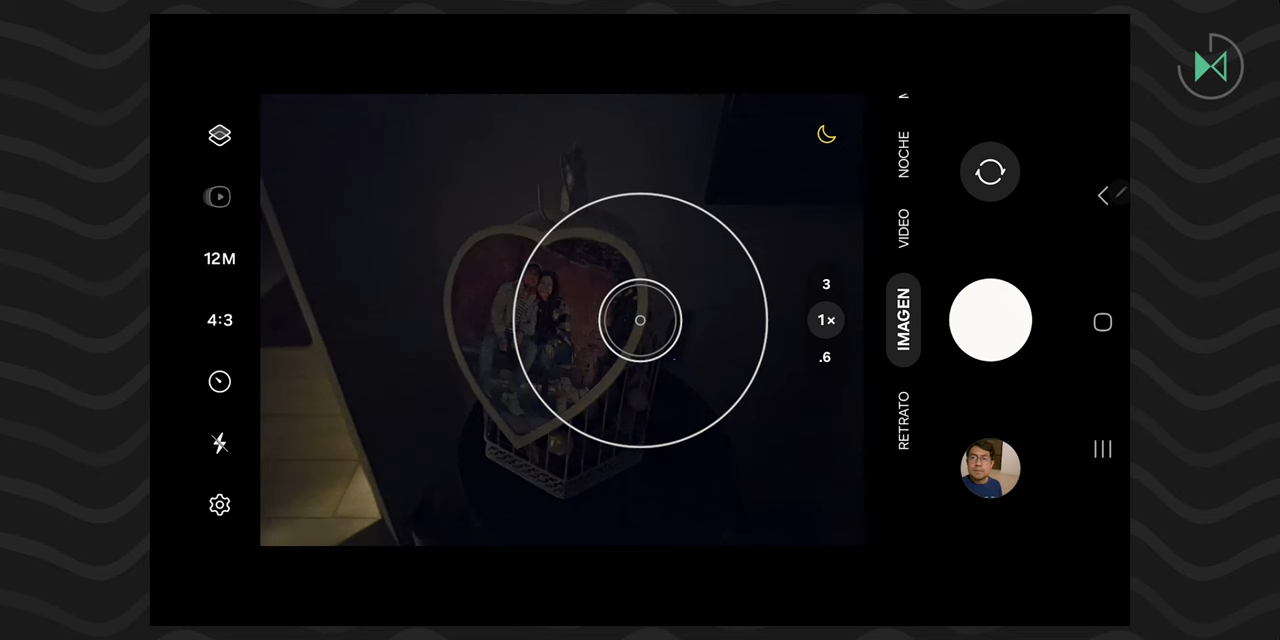 12M
4:3
3
1×
.6
NOCHE
VIDEO
IMAGEN
RETRATO